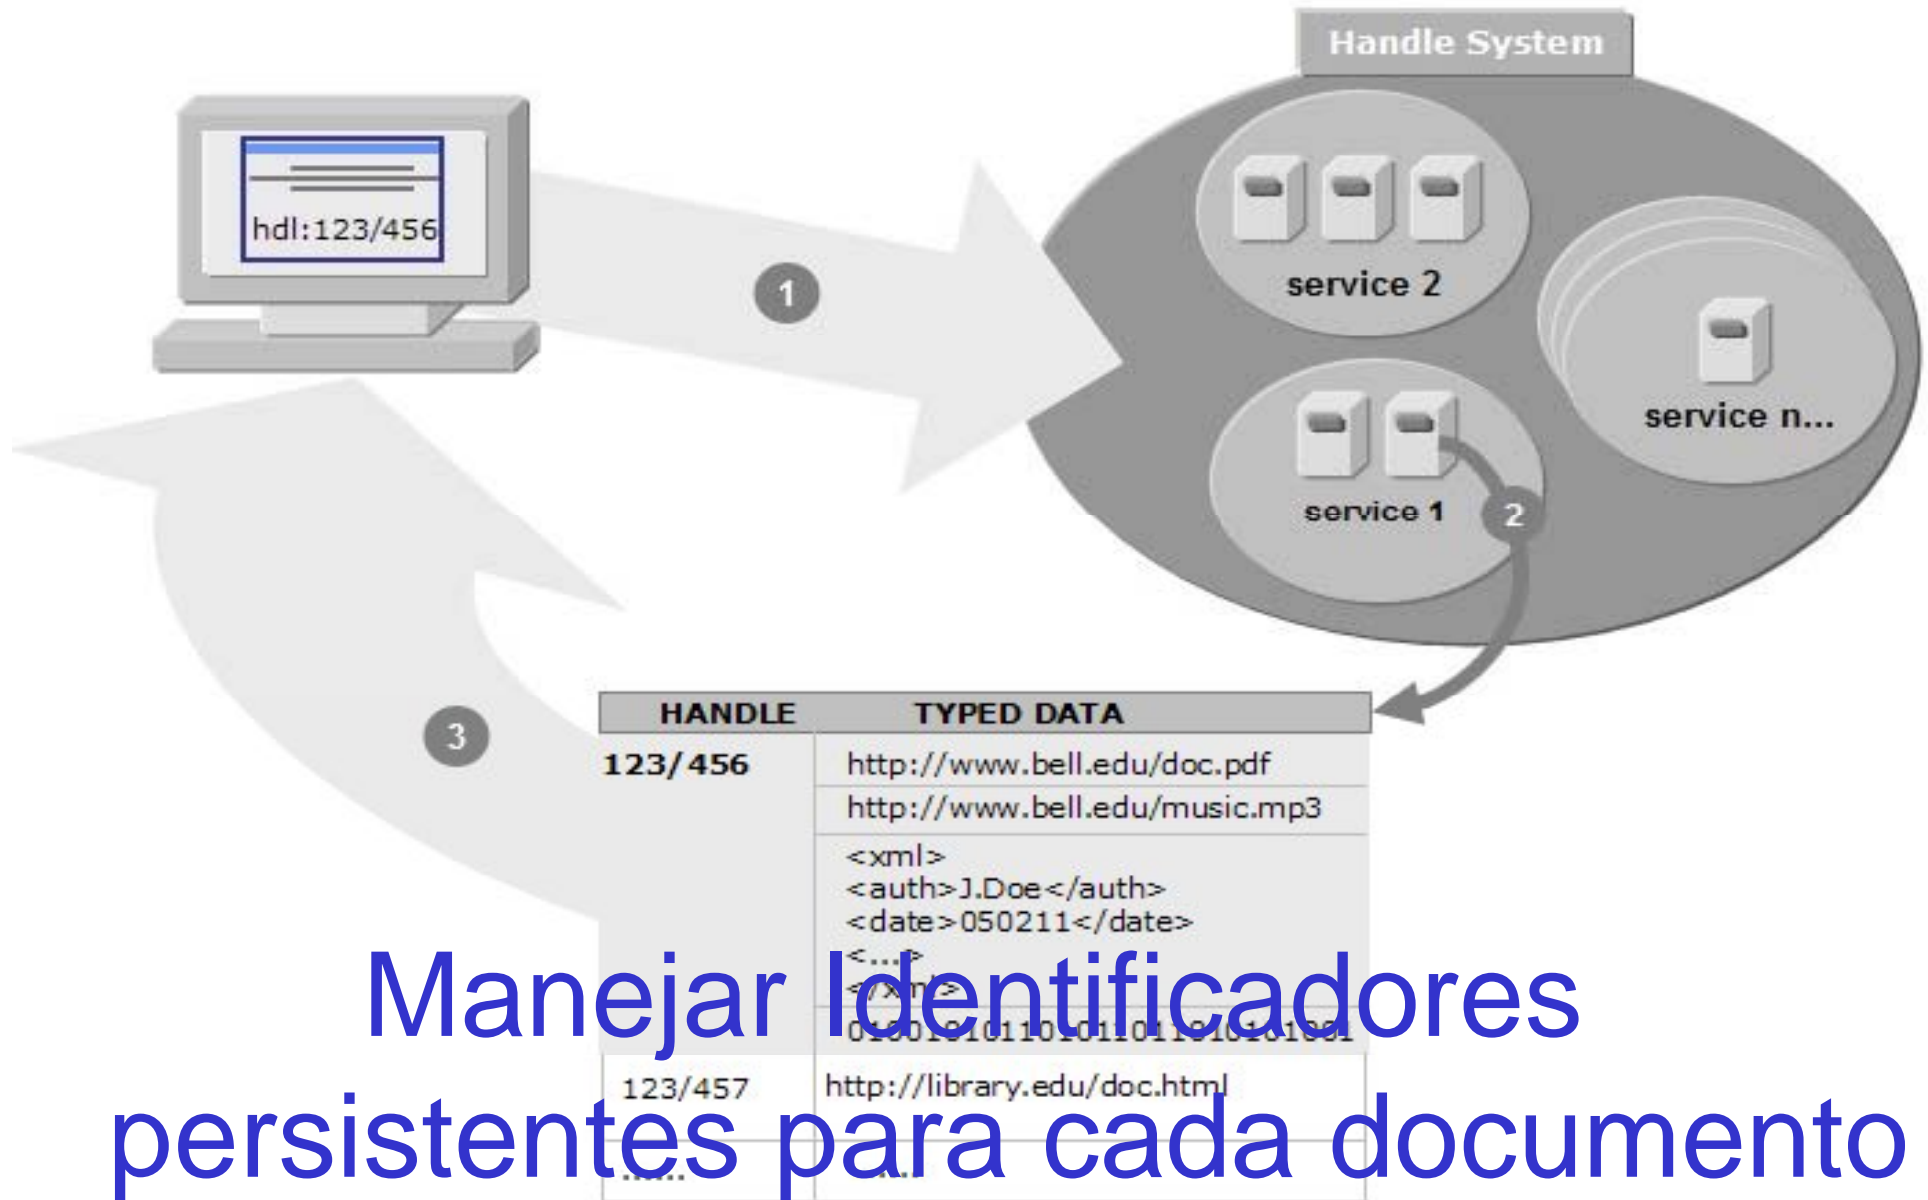 Handle System
hdl:123/456
1
service 2
service n...
service 1
2
3
HANDLE TYPED DATA
123/456 http://www.bell.edu/doc.pdf
http://www.bell.edu/music.mp3
<xml>
<auth>J.Doe</auth>
<date>050211</date>
<...>
</xml>
Manejar Identificadores
123/457 http://library.edu/doc.html
persistentes para cada documento
...... ....